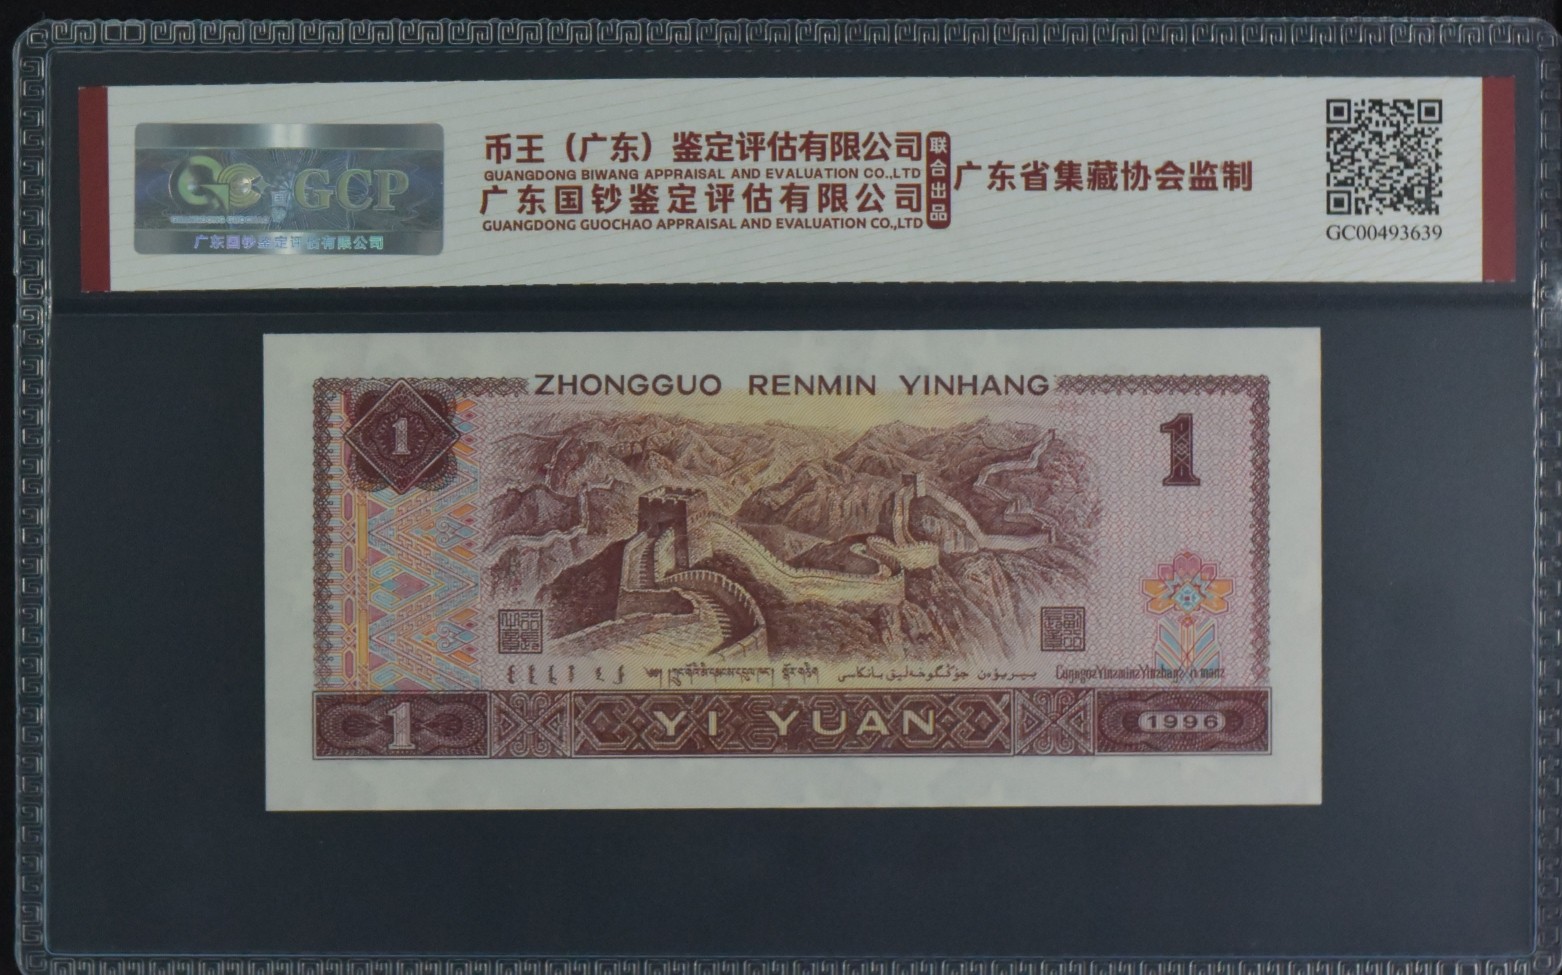 GCP
广东国钞鉴定评估有限公司
币王（广东）鉴定评估有限公司
GUANGDONG BIWANG APPRAISAL AND EVALUATION CO.,LTD
广东国钞鉴定评估有限公司
GUANGDONG GUOCHAO APPRAISAL AND EVALUATION CO.,LTD
联合出品
广东省集藏协会监制
GC00493639
ZHONGGUO RENMIN YINHANG
1
1
1
YI YUAN
1996